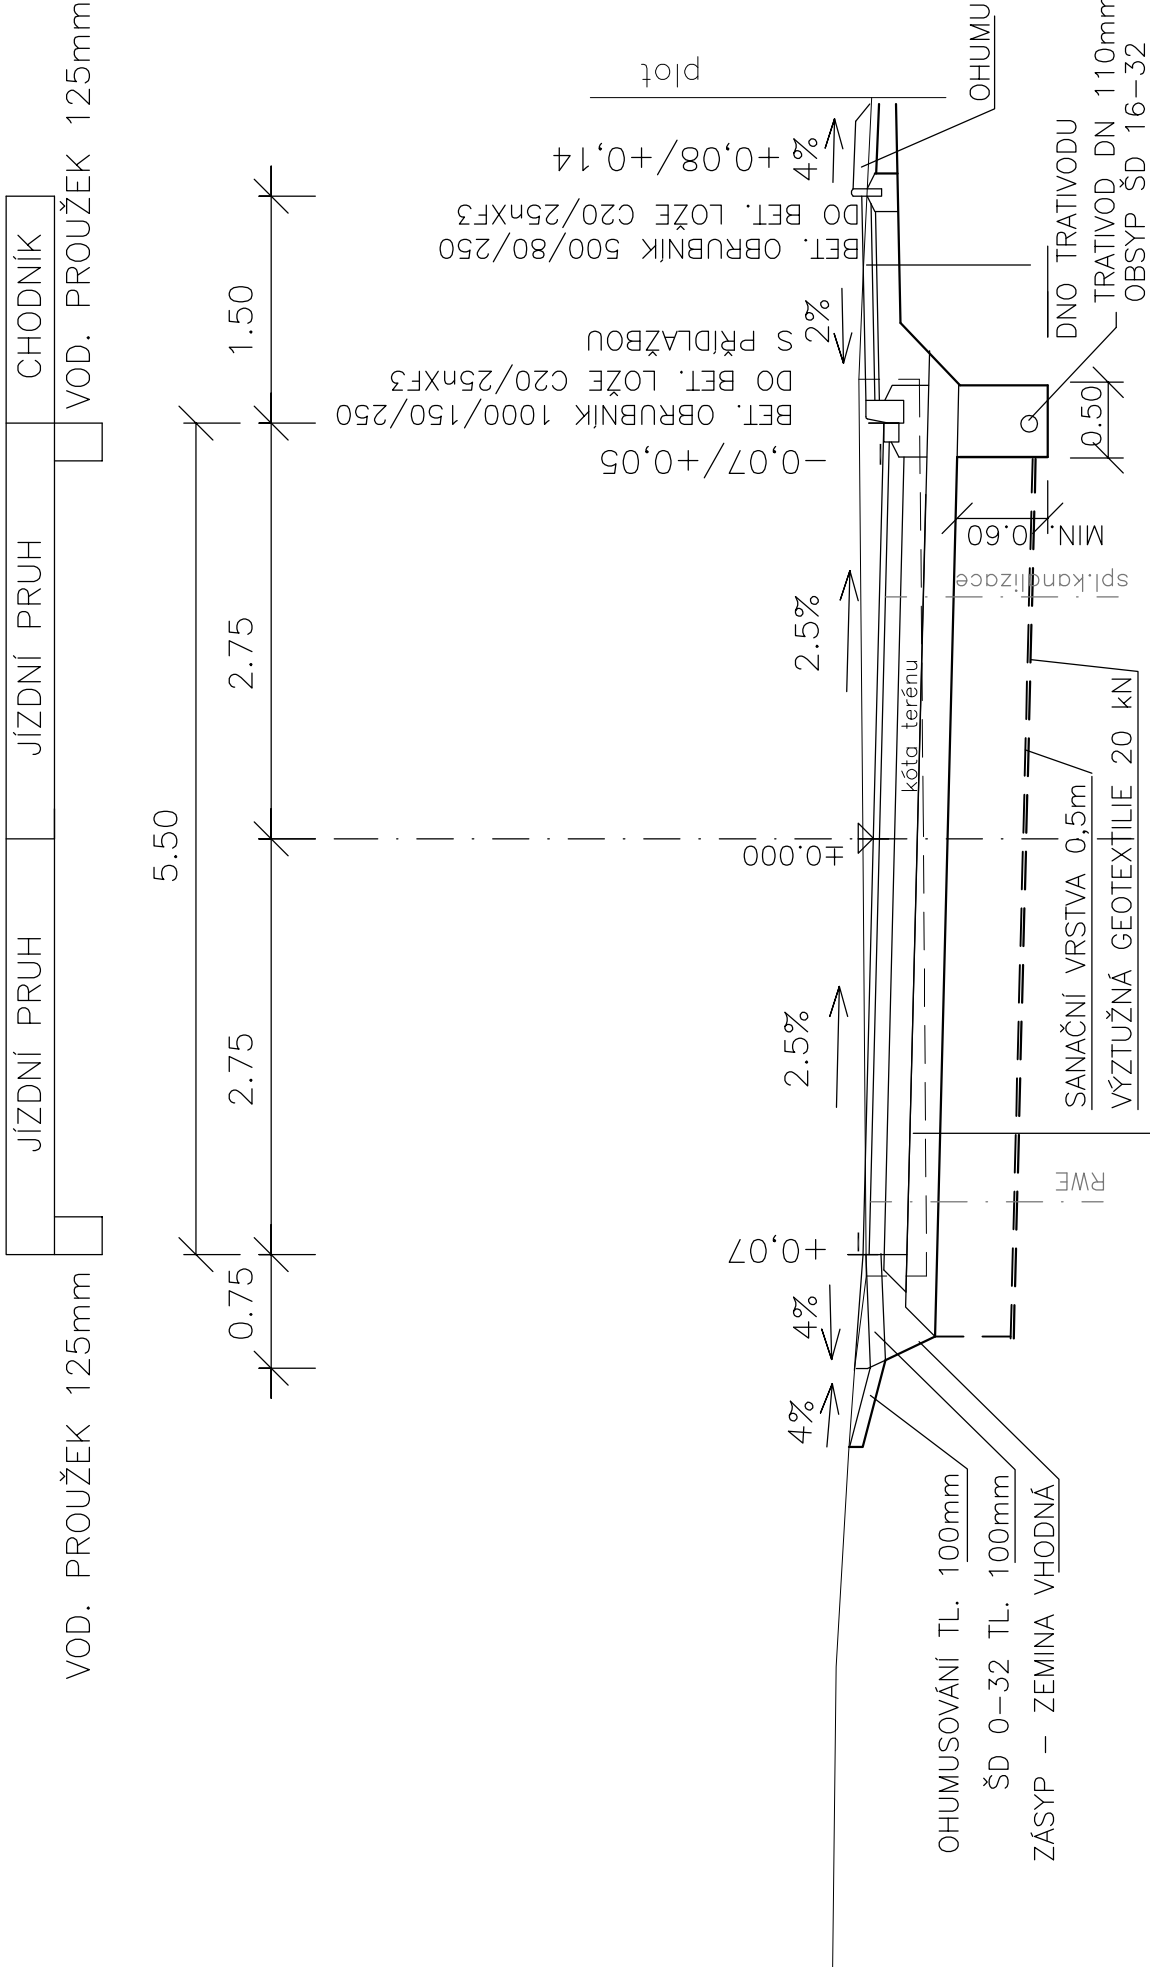 JÍZDNÍ PRUH
JÍZDNÍ PRUH
CHODNÍK
VOD. PROUŽEK 125mm
VOD. PROUŽEK 125mm
5.50
0.75
2.75
2.75
1.50
plot
+0,08/+0,14
4%
BET. OBRUBNÍK 500/80/250
DO BET. LOŽE C20/25nXF3
2%
BET. OBRUBNÍK 1000/150/250
DO BET. LOŽE C20/25nXF3
S PŘÍDLAŽBOU
-0,07/+0,05
±0.000
+0,07
4%
4%
2.5%
2.5%
kóta terénu
RWE
spl.kanalizace
MIN. 0.60
0.50
OHUMU
DNO TRATIVODU
TRATIVOD DN 110mm
OBSYP ŠD 16-32
SANAČNÍ VRSTVA 0,5m
VÝZTUŽNÁ GEOTEXTILIE 20 kN
OHUMUSOVÁNÍ TL. 100mm
ŠD 0-32 TL. 100mm
ZÁSYP - ZEMINA VHODNÁ